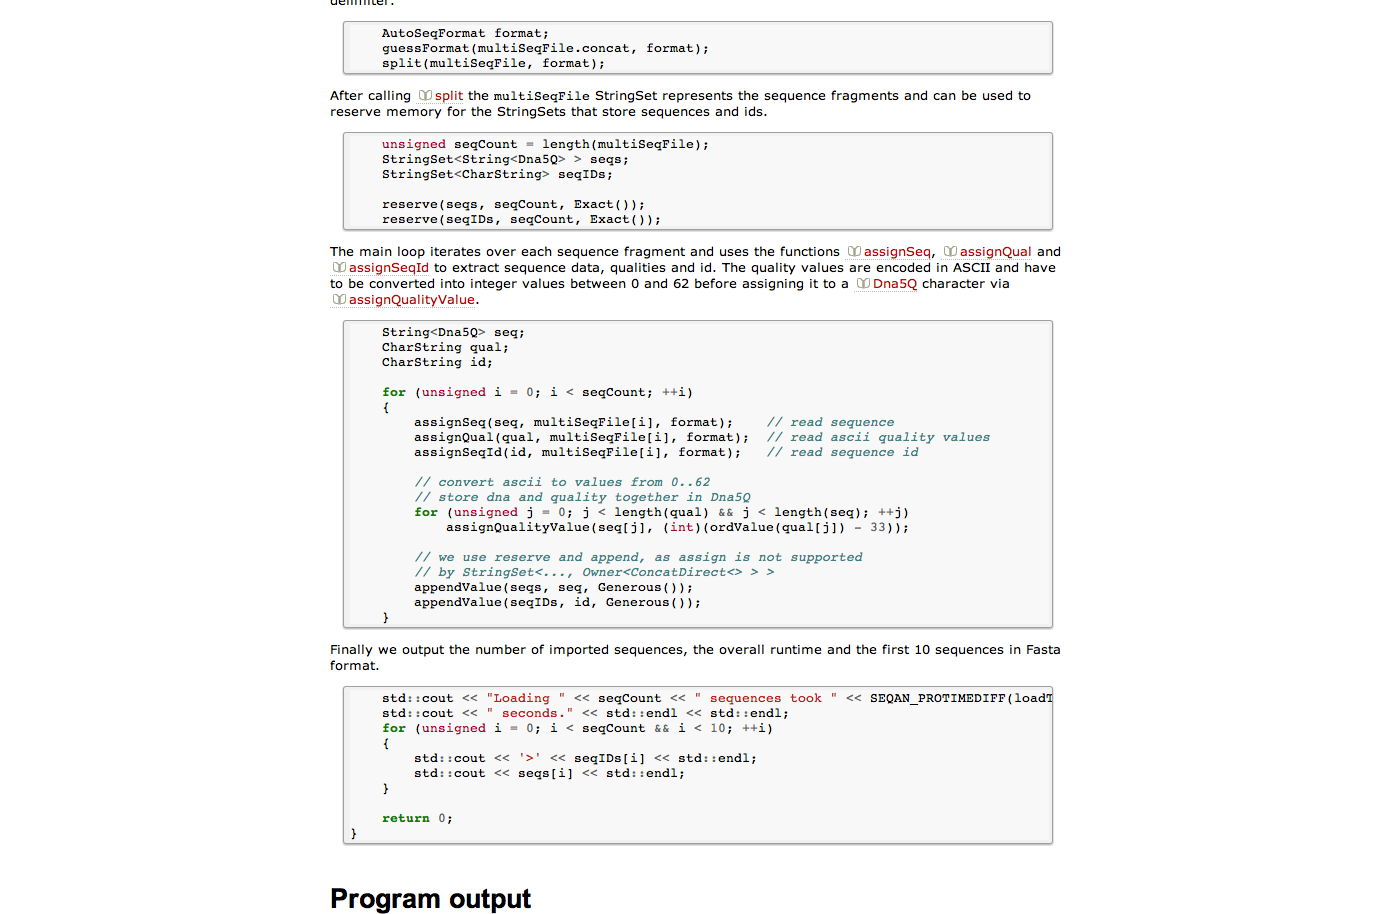 delimiter.
AutoSeqFormat format;
guessFormat(multiSeqFile.concat, format);
split(multiSeqFile, format);
After calling split the multiSeqFile StringSet represents the sequence fragments and can be used to
reserve memory for the StringSets that store sequences and ids.
unsigned seqCount = length(multiSeqFile);
StringSet<String<Dna5Q> > seqs;
StringSet<CharString> seqIDs;
reserve(seqs, seqCount, Exact());
reserve(seqIDs, seqCount, Exact());
The main loop iterates over each sequence fragment and uses the functions assignSeq, assignQual and
assignSeqId to extract sequence data, qualities and id. The quality values are encoded in ASCII and have
to be converted into integer values between 0 and 62 before assigning it to a Dna5Q character via
assignQualityValue.
String<Dna5Q> seq;
CharString qual;
CharString id;
for (unsigned i = 0; i < seqCount; ++i)
{
assignSeq(seq, multiSeqFile[i], format);    // read sequence
assignQual(qual, multiSeqFile[i], format);  // read ascii quality values
assignSeqId(id, multiSeqFile[i], format);   // read sequence id
// convert ascii to values from 0..62
// store dna and quality together in Dna5Q
for (unsigned j = 0; j < length(qual) && j < length(seq); ++j)
assignQualityValue(seq[j], (int)(ordValue(qual[j]) - 33));
// we use reserve and append, as assign is not supported
// by StringSet<..., Owner<ConcatDirect<> > >
appendValue(seqs, seq, Generous());
appendValue(seqIDs, id, Generous());
}
Finally we output the number of imported sequences, the overall runtime and the first 10 sequences in Fasta
format.
std::cout << "Loading " << seqCount << " sequences took " << SEQAN_PROTIMEDIFF(loadT
std::cout << " seconds." << std::endl << std::endl;
for (unsigned i = 0; i < seqCount && i < 10; ++i)
{
std::cout << '>' << seqIDs[i] << std::endl;
std::cout << seqs[i] << std::endl;
}
return 0;
}
Program output